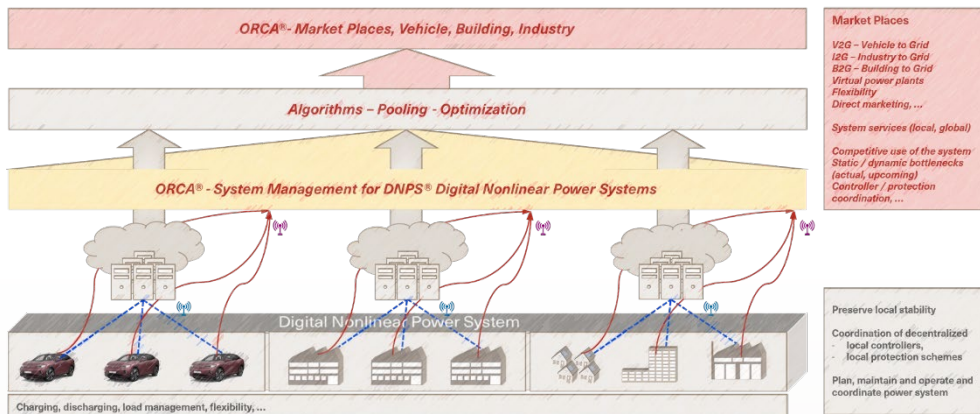 ORCA®- Market Places, Vehicle, Building, Industry
Algorithms – Pooling - Optimization
ORCA® - System Management for DNPS® Digital Nonlinear Power Systems
Digital Nonlinear Power System
Charging, discharging, load management, flexibility, ...
Market Places
V2G – Vehicle to Grid
I2G – Industry to Grid
B2G – Building to Grid
Virtual power plants
Flexibility
Direct marketing, ...
System services (local, global)
Competitive use of the system
Static / dynamic bottlenecks
(actual, upcoming)
Controller / protection
coordination, ...
Preserve local stability
Coordination of decentralized
- local controllers,
- local protection schemes
Plan, maintain and operate and
coordinate power system